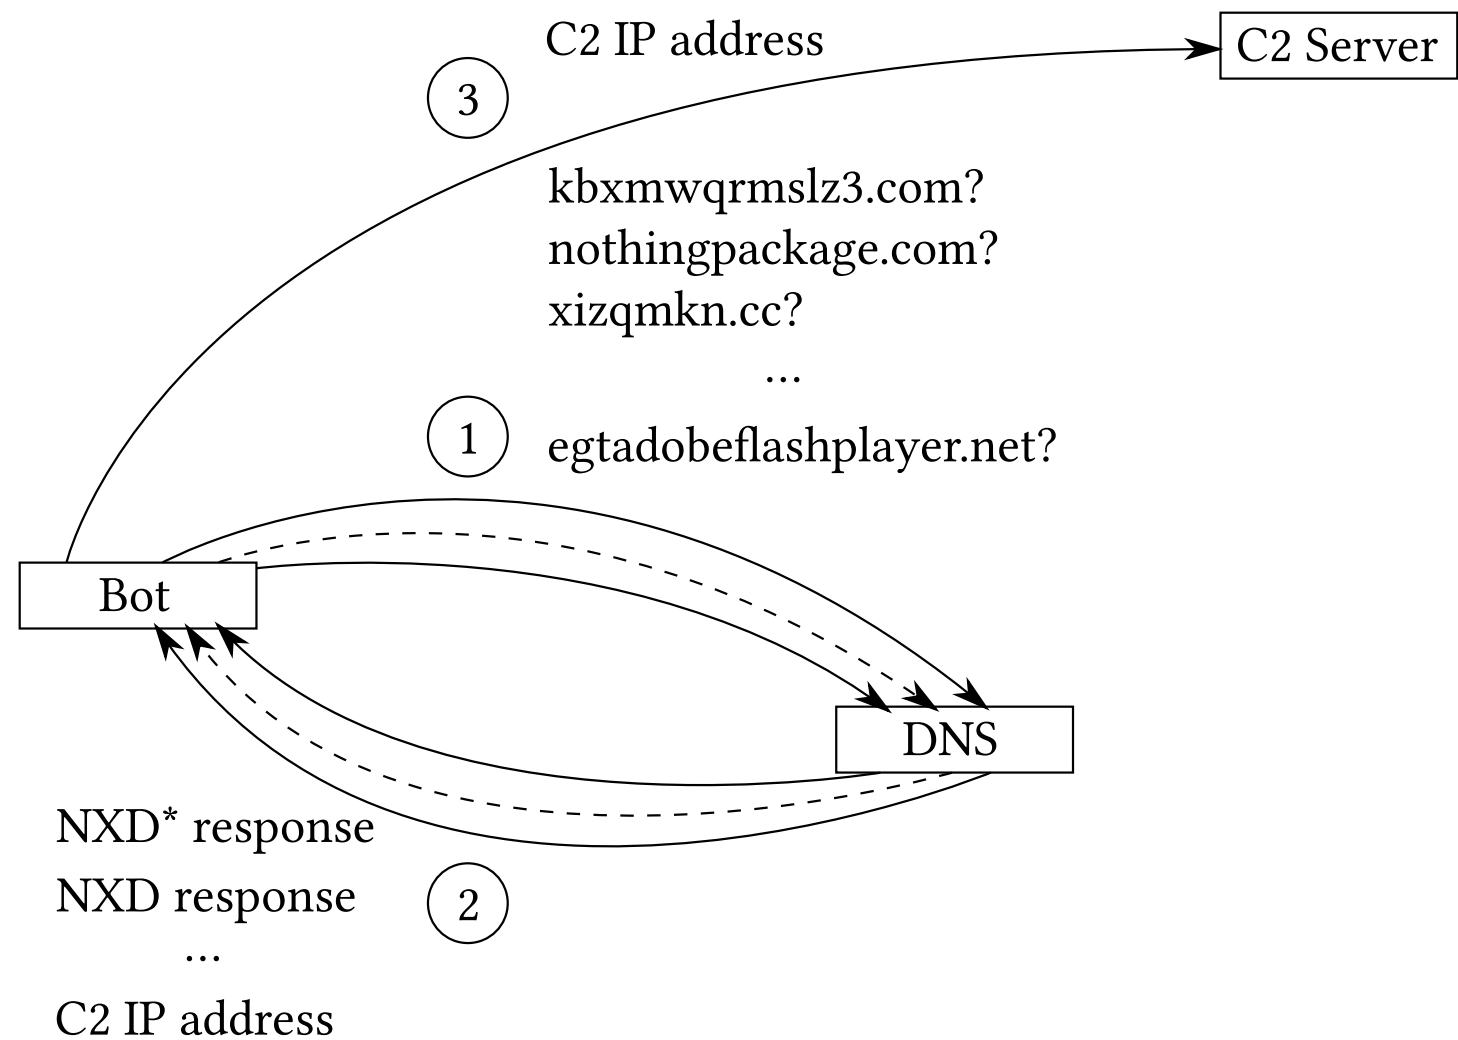 C2 IP address
C2 Server
3
kbxmwqrmslz3.com?
nothingpackage.com?
xizqmkn.cc?
...
1
egtadobeflashplayer.net?
Bot
DNS
NXD* response
NXD response
2
...
C2 IP address